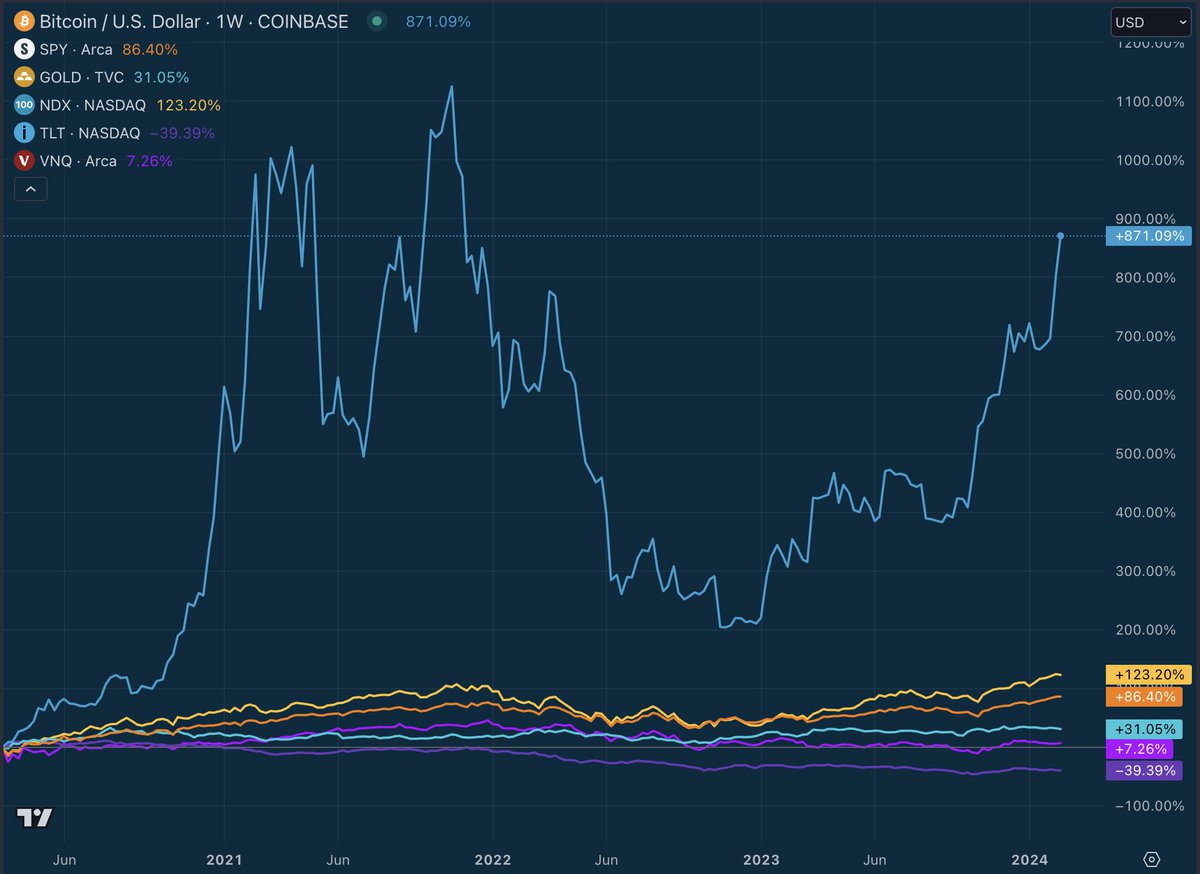 Bitcoin / U.S. Dollar · 1W · COINBASE 871.09%
USD
S SPY · Arca 86.40%
1200.00%
GOLD · TVC 31.05%
100 NDX · NASDAQ 123.20%
1100.00%
i TLT · NASDAQ −39.39%
V VNQ · Arca 7.26%
1000.00%
900.00%
+871.09%
800.00%
700.00%
600.00%
500.00%
400.00%
300.00%
200.00%
+123.20%
+86.40%
+31.05%
+7.26%
−39.39%
−100.00%
Jun 2021 Jun 2022 Jun 2023 Jun 2024